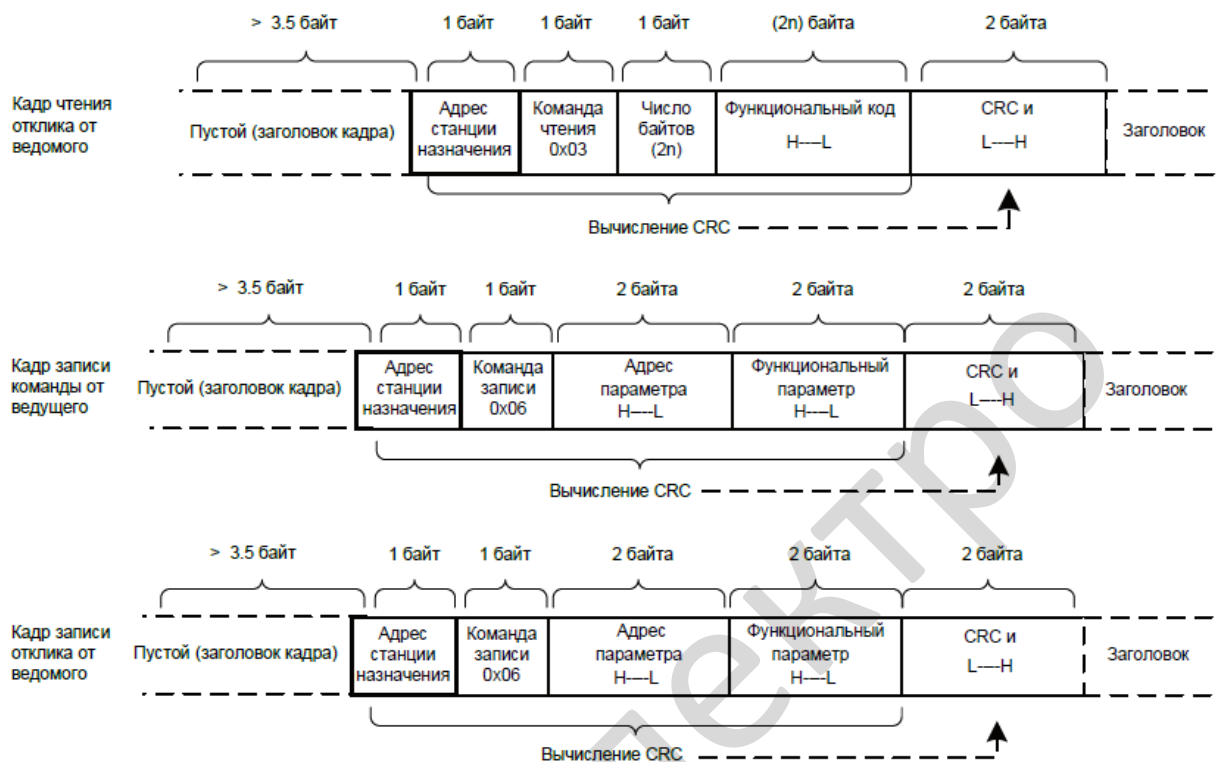 > 3.5 байт 1 байт 1 байт 1 байт (2n) байта 2 байта
Кадр чтения
отклика от
ведомого
Пустой (заголовок кадра)
Адрес
станции
назначения
Команда
чтения
0x03
Число
байтов
(2n)
Функциональный код
H----L
CRC и
L----H
Заголовок
Вычисление CRC
> 3.5 байт 1 байт 1 байт 2 байта 2 байта 2 байта
Кадр записи
команды от
ведущего
Пустой (заголовок кадра)
Адрес
станции
назначения
Команда
записи
0x06
Адрес
параметра
H----L
Функциональный
параметр
H----L
CRC и
L----H
Заголовок
Вычисление CRC
> 3.5 байт 1 байт 1 байт 2 байта 2 байта 2 байта
Кадр записи
отклика от
ведомого
Пустой (заголовок кадра)
Адрес
станции
назначения
Команда
записи
0x06
Адрес
параметра
H----L
Функциональный
параметр
H----L
CRC и
L----H
Заголовок
Вычисление CRC
лектро